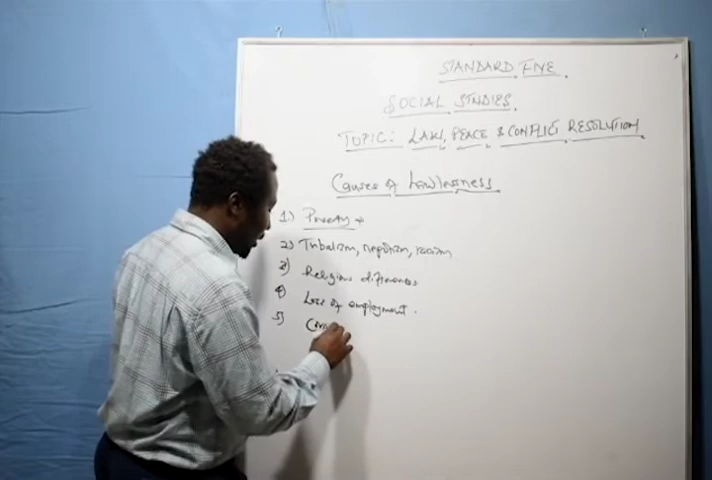 STANDARD FIVE.
SOCIAL STUDIES.
TOPIC: LAW, PEACE & CONFLICT RESOLUTION
Causes of Lawlessness
1) Poverty
2) Tribalism, nepotism, racism
3) Religious differences
4) Loss of employment.
5)